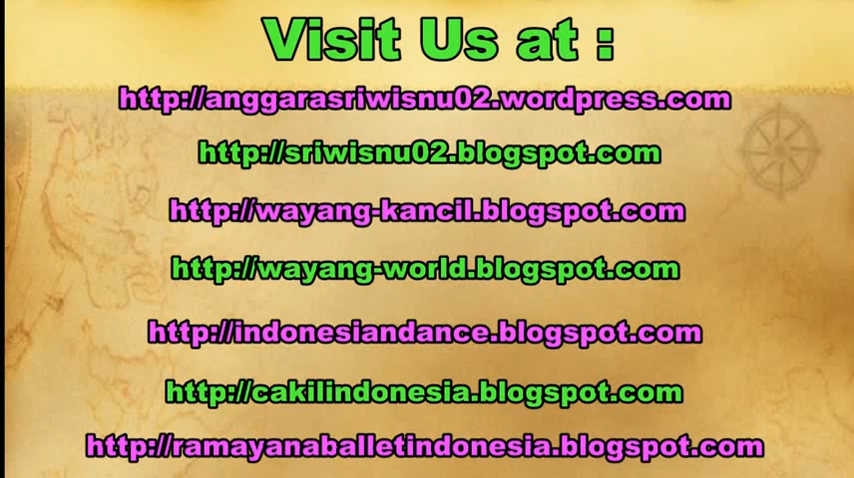 Visit Us at :
http://anggarasriwisnu02.wordpress.com
http://sriwisnu02.blogspot.com
http://wayang-kancil.blogspot.com
http://wayang-world.blogspot.com
http://indonesiandance.blogspot.com
http://cakilindonesia.blogspot.com
http://ramayanaballetindonesia.blogspot.com